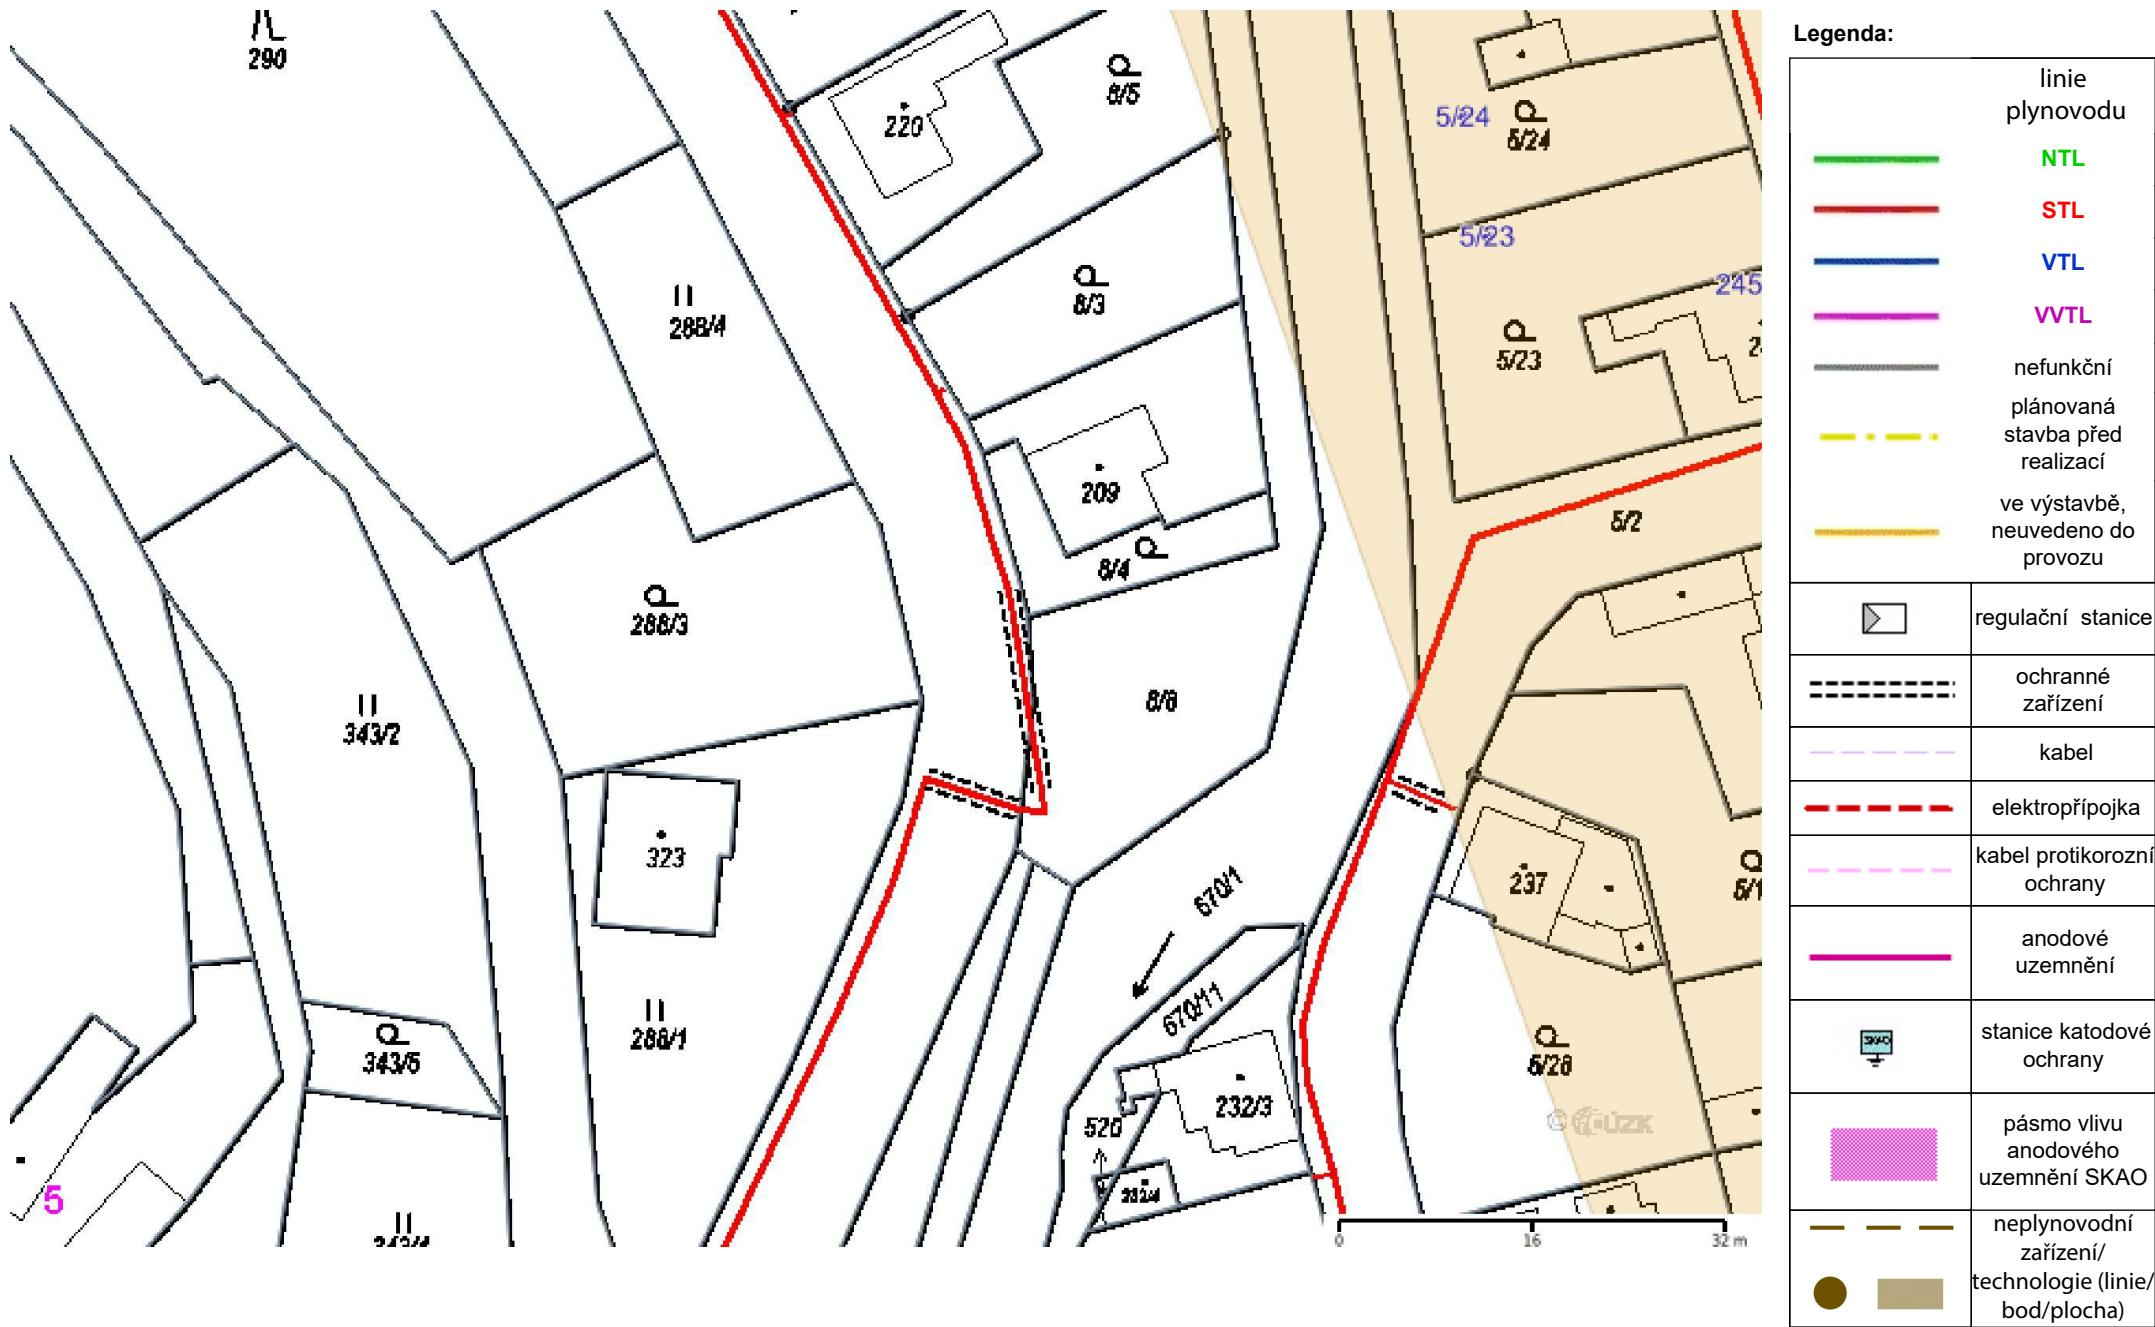 290
220
8/5
5/24
5/24
5/23
245
288/4
8/3
5/23
209
8/4
5/2
288/3
8/8
343/2
323
237
670/1
288/1
670/11
343/5
5/28
232/3
520
© ČÚZK
5
0 16 32 m
Legenda:
linie
plynovodu
NTL
STL
VTL
VVTL
nefunkční
plánovaná
stavba před
realizací
ve výstavbě,
neuvedeno do
provozu
regulační stanice
ochranné
zařízení
kabel
elektropřípojka
kabel protikorozní
ochrany
anodové
uzemnění
SKAO
stanice katodové
ochrany
pásmo vlivu
anodového
uzemnění SKAO
neplynovodní
zařízení/
technologie (linie/
bod/plocha)